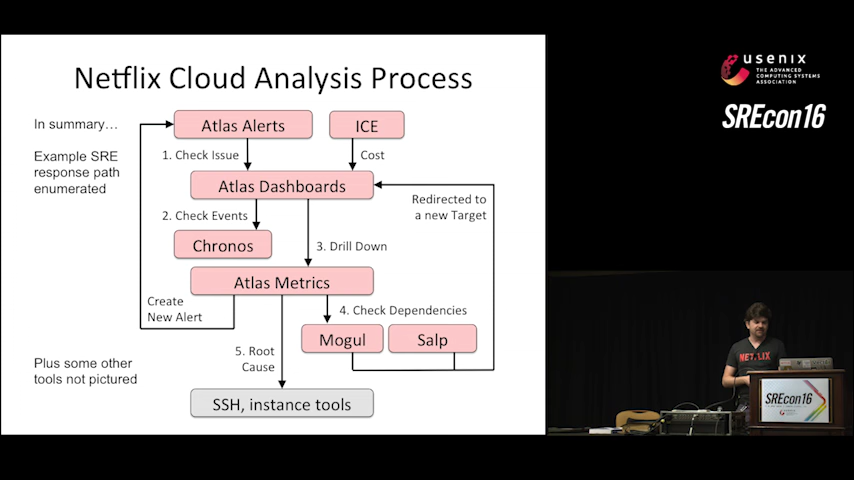 Netflix Cloud Analysis Process
In summary…
Example SRE
response path
enumerated
Atlas Alerts
ICE
1. Check Issue
Cost
Atlas Dashboards
Redirected to
a new Target
2. Check Events
Chronos
3. Drill Down
Atlas Metrics
Create
New Alert
4. Check Dependencies
Mogul
Salp
5. Root
Cause
Plus some other
tools not pictured
SSH, instance tools
usenix
THE ADVANCED
COMPUTING SYSTEMS
ASSOCIATION
SREcon16
NETFLIX
SREcon16